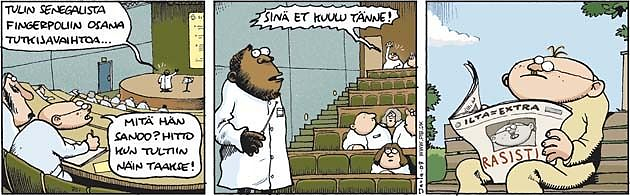 TULIN SENEGALISTA
FINGERPOLIIN OSANA
TUTKIJAVAIHTOA...
MITÄ HÄN
SANOO? HITTO
KUN TULTIIN
NÄIN TAAKSE!
SINÄ ET KUULU TÄNNE!
ILTA=EXTRA
RASISTI